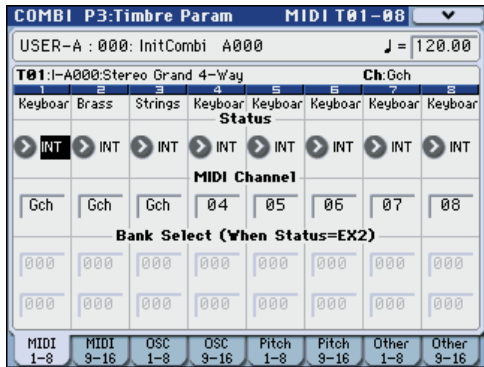 COMBI P3:Timbre Param MIDI T01-08
USER-A : 000: InitCombi A000 ♩ = 120.00
T01:I-A000:Stereo Grand 4-Way Ch:Gch
1 2 3 4 5 6 7 8
Keyboar Brass Strings Keyboar Keyboar Keyboar Keyboar Keyboar
Status
INT INT INT INT INT INT INT INT
MIDI Channel
Gch Gch Gch 04 05 06 07 08
Bank Select (When Status=EX2)
000 000 000 000 000 000 000 000
000 000 000 000 000 000 000 000
MIDI 1-8 MIDI 9-16 OSC 1-8 OSC 9-16 Pitch 1-8 Pitch 9-16 Other 1-8 Other 9-16